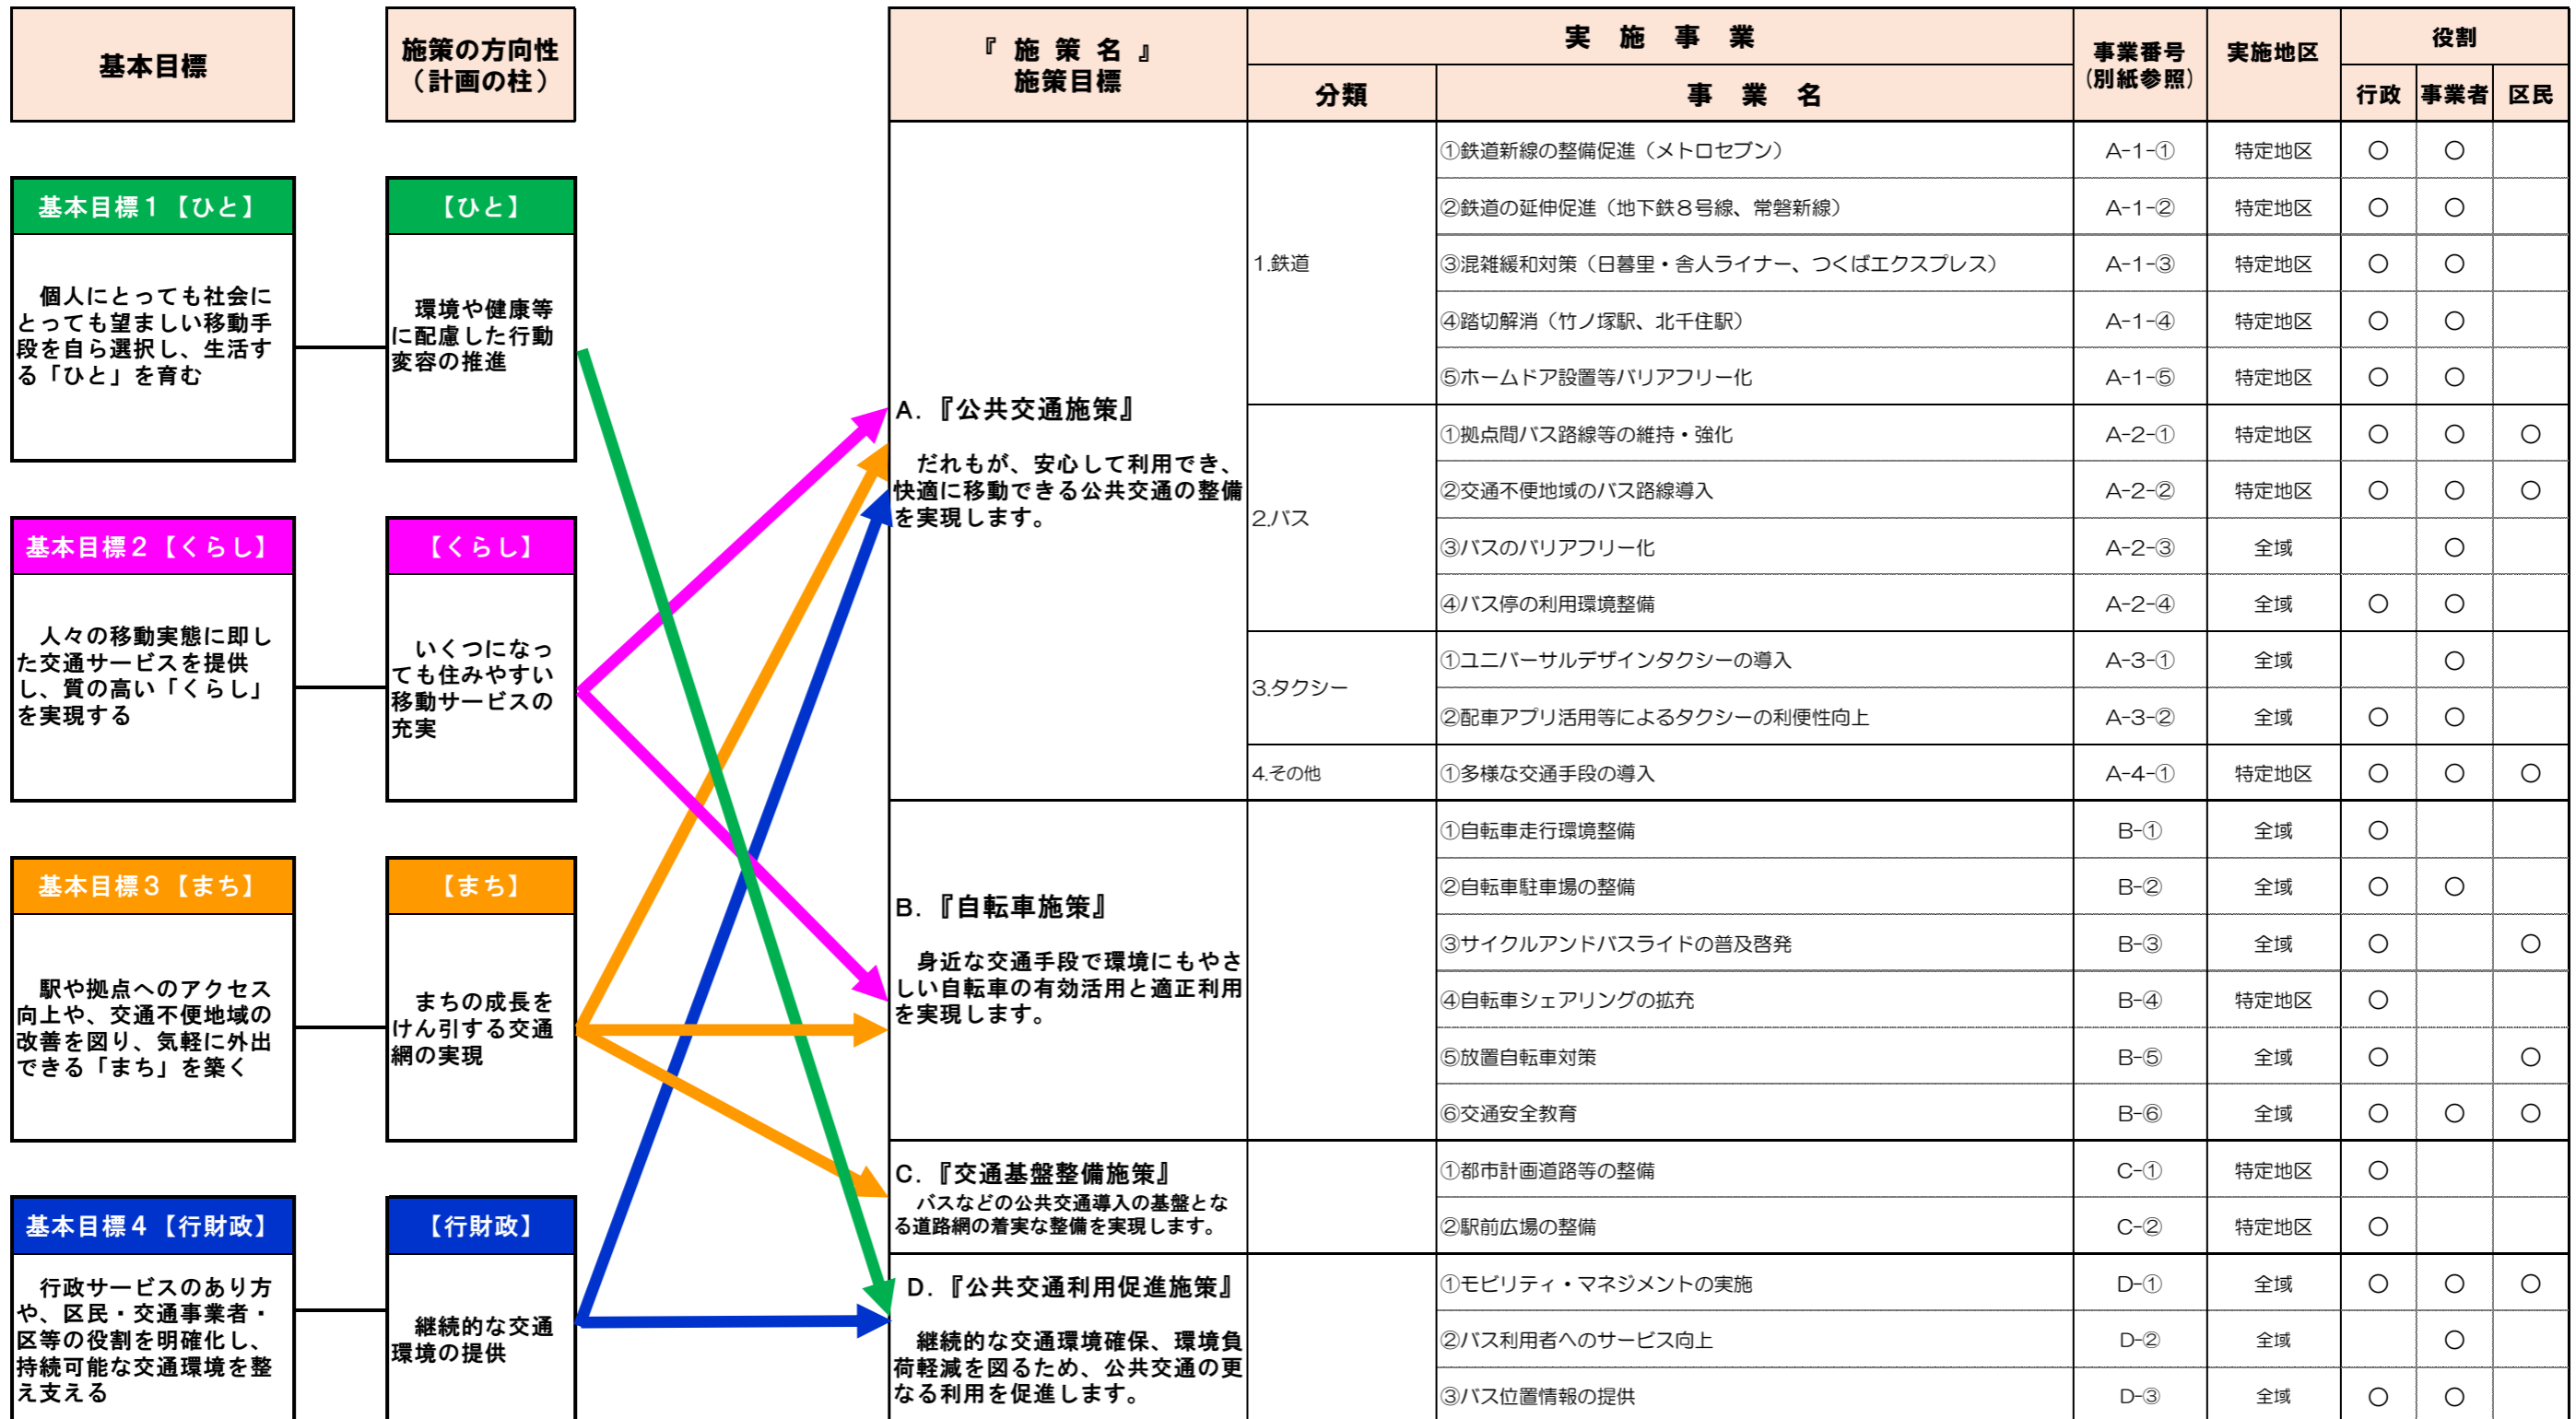 基本目標
施策の方向性
（計画の柱）
基本目標１【ひと】
個人にとっても社会に
とっても望ましい移動手
段を自ら選択し、生活す
る「ひと」を育む
【ひと】
環境や健康等
に配慮した行動
変容の推進
基本目標２【くらし】
人々の移動実態に即し
た交通サービスを提供
し、質の高い「くらし」
を実現する
【くらし】
いくつになっ
ても住みやすい
移動サービスの
充実
基本目標３【まち】
駅や拠点へのアクセス
向上や、交通不便地域の
改善を図り、気軽に外出
できる「まち」を築く
【まち】
まちの成長を
けん引する交通
網の実現
基本目標４【行財政】
行政サービスのあり方
や、区民・交通事業者・
区等の役割を明確化し、
持続可能な交通環境を整
え支える
【行財政】
継続的な交通
環境の提供
『 施 策 名 』
施策目標
実 施 事 業
分類
事 業 名
事業番号
(別紙参照)
実施地区
役割
行政 事業者 区民
A．『公共交通施策』
だれもが、安心して利用でき、
快適に移動できる公共交通の整備
を実現します。
1.鉄道
①鉄道新線の整備促進（メトロセブン） A-1-① 特定地区 ○ ○
②鉄道の延伸促進（地下鉄８号線、常磐新線） A-1-② 特定地区 ○ ○
③混雑緩和対策（日暮里・舎人ライナー、つくばエクスプレス） A-1-③ 特定地区 ○ ○
④踏切解消（竹ノ塚駅、北千住駅） A-1-④ 特定地区 ○ ○
⑤ホームドア設置等バリアフリー化 A-1-⑤ 特定地区 ○ ○
2.バス
①拠点間バス路線等の維持・強化 A-2-① 特定地区 ○ ○ ○
②交通不便地域のバス路線導入 A-2-② 特定地区 ○ ○ ○
③バスのバリアフリー化 A-2-③ 全域 ○
④バス停の利用環境整備 A-2-④ 全域 ○ ○
3.タクシー
①ユニバーサルデザインタクシーの導入 A-3-① 全域 ○
②配車アプリ活用等によるタクシーの利便性向上 A-3-② 全域 ○ ○
4.その他
①多様な交通手段の導入 A-4-① 特定地区 ○ ○ ○
B．『自転車施策』
身近な交通手段で環境にもやさ
しい自転車の有効活用と適正利用
を実現します。
①自転車走行環境整備 B-① 全域 ○
②自転車駐車場の整備 B-② 全域 ○ ○
③サイクルアンドバスライドの普及啓発 B-③ 全域 ○ ○
④自転車シェアリングの拡充 B-④ 特定地区 ○
⑤放置自転車対策 B-⑤ 全域 ○ ○
⑥交通安全教育 B-⑥ 全域 ○ ○ ○
C．『交通基盤整備施策』
バスなどの公共交通導入の基盤とな
る道路網の着実な整備を実現します。
①都市計画道路等の整備 C-① 特定地区 ○
②駅前広場の整備 C-② 特定地区 ○
D．『公共交通利用促進施策』
継続的な交通環境確保、環境負
荷軽減を図るため、公共交通の更
なる利用を促進します。
①モビリティ・マネジメントの実施 D-① 全域 ○ ○ ○
②バス利用者へのサービス向上 D-② 全域 ○
③バス位置情報の提供 D-③ 全域 ○ ○